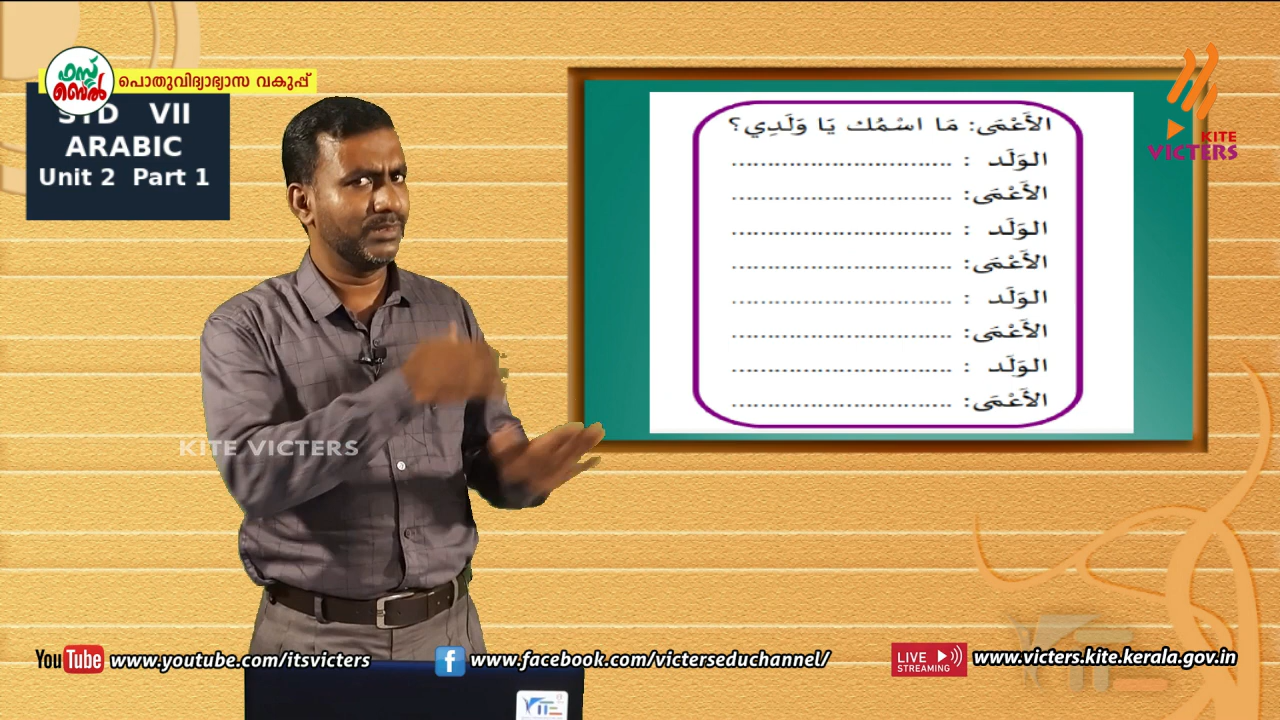 ഫസ്റ്റ്ബെൽ
പൊതുവിദ്യാഭ്യാസ വകുപ്പ്
STD VII
ARABIC
Unit 2 Part 1
الأَعْمَى: مَا اسْمُك يَا وَلَدِي؟
الوَلَد : ..............................
الأَعْمَى: ..............................
الوَلَد : ..............................
الأَعْمَى: ..............................
الوَلَد : ..............................
الأَعْمَى: ..............................
الوَلَد : ..............................
الأَعْمَى: ..............................
KITE
VICTERS
KITE VICTERS
YouTube www.youtube.com/itsvicters
f www.facebook.com/victerseduchannel/
LIVE STREAMING www.victers.kite.kerala.gov.in
KITE